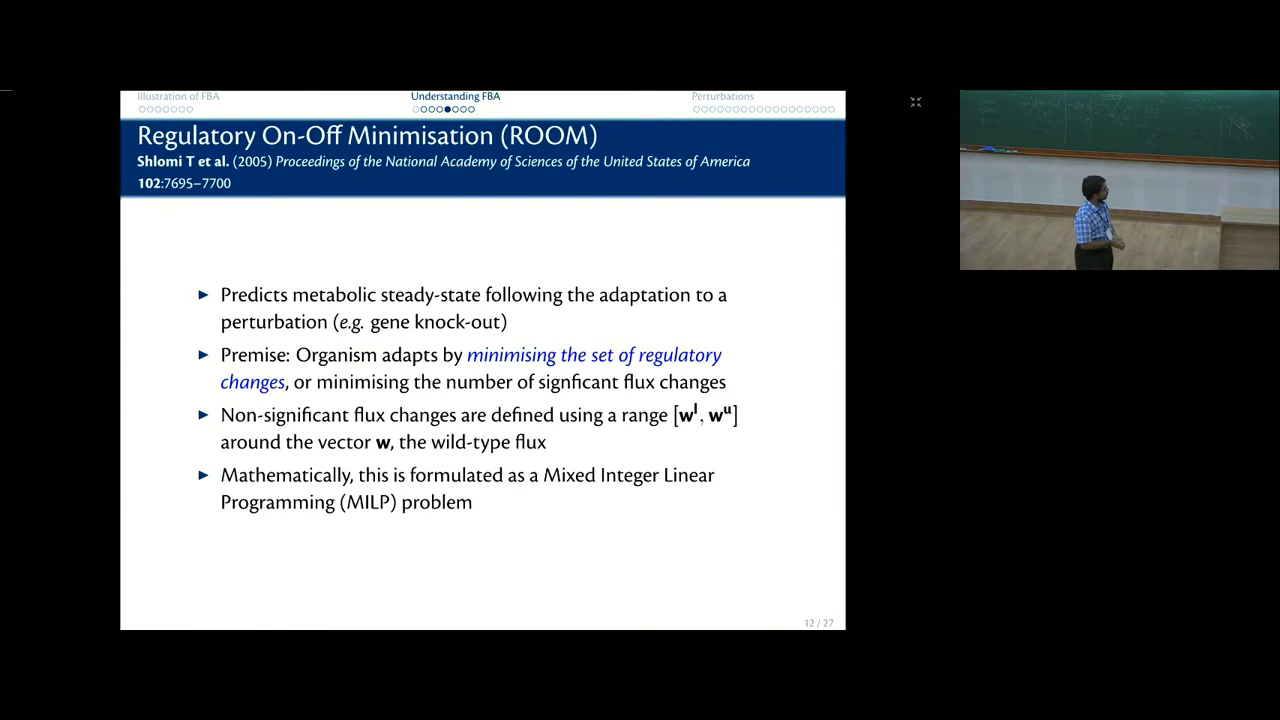 Illustration of FBA
Understanding FBA
Perturbations
Regulatory On-Off Minimisation (ROOM)
Shlomi T et al. (2005) Proceedings of the National Academy of Sciences of the United States of America
102:7695–7700
▶ Predicts metabolic steady-state following the adaptation to a
perturbation (e.g. gene knock-out)
▶ Premise: Organism adapts by minimising the set of regulatory
changes, or minimising the number of signficant flux changes
▶ Non-significant flux changes are defined using a range [wˡ, wᵘ]
around the vector w, the wild-type flux
▶ Mathematically, this is formulated as a Mixed Integer Linear
Programming (MILP) problem
12 / 27